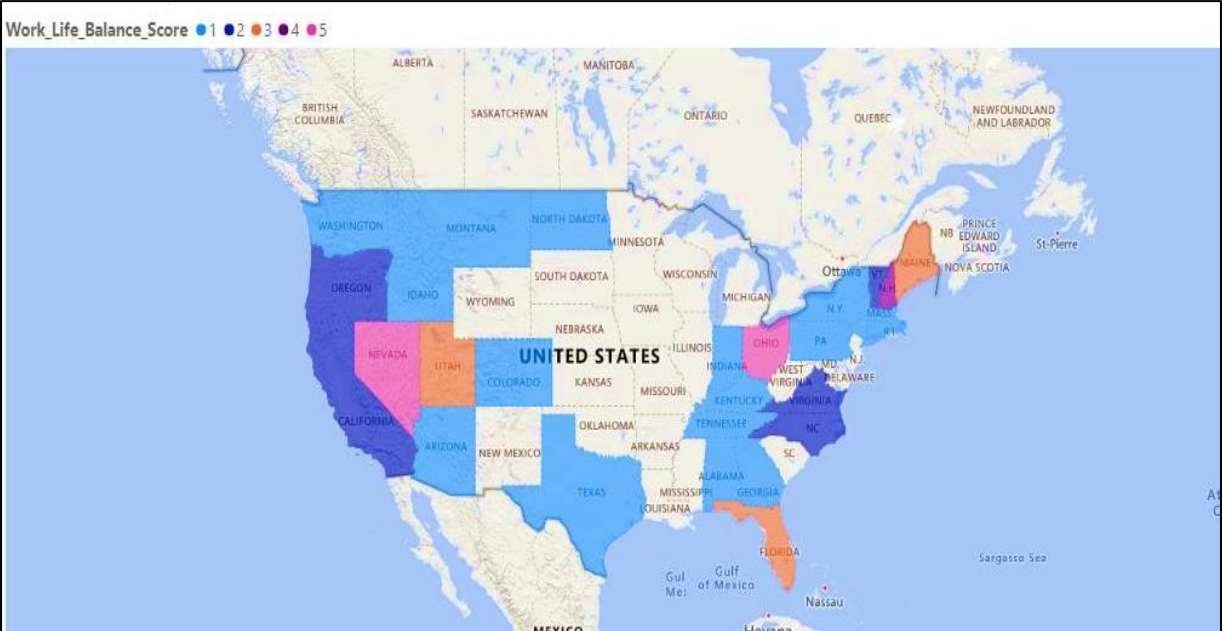 Work_Life_Balance_Score 1 2 3 4 5
ALBERTA
MANITOBA
BRITISH
COLUMBIA
SASKATCHEWAN
ONTARIO
QUEBEC
NEWFOUNDLAND
AND LABRADOR
WASHINGTON
MONTANA
NORTH DAKOTA
MINNESOTA
NB
PRINCE
EDWARD
ISLAND
St-Pierre
NOVA SCOTIA
MAINE
Ottawa
VT
N.H
OREGON
IDAHO
WYOMING
SOUTH DAKOTA
WISCONSIN
MICHIGAN
N.Y
MASS
R.I.
IOWA
NEBRASKA
ILLINOIS
INDIANA
OHIO
PA
N.J.
MD
DELAWARE
WEST
VIRGINIA
NEVADA
UTAH
COLORADO
UNITED STATES
KANSAS
MISSOURI
KENTUCKY
VIRGINIA
CALIFORNIA
ARIZONA
NEW MEXICO
OKLAHOMA
ARKANSAS
TENNESSEE
NC
SC
TEXAS
LOUISIANA
MISSISSIPPI
ALABAMA
GEORGIA
FLORIDA
Gulf
of Mexico
Gul
Me:
Sargasso Sea
Nassau
Havana
MEXICO